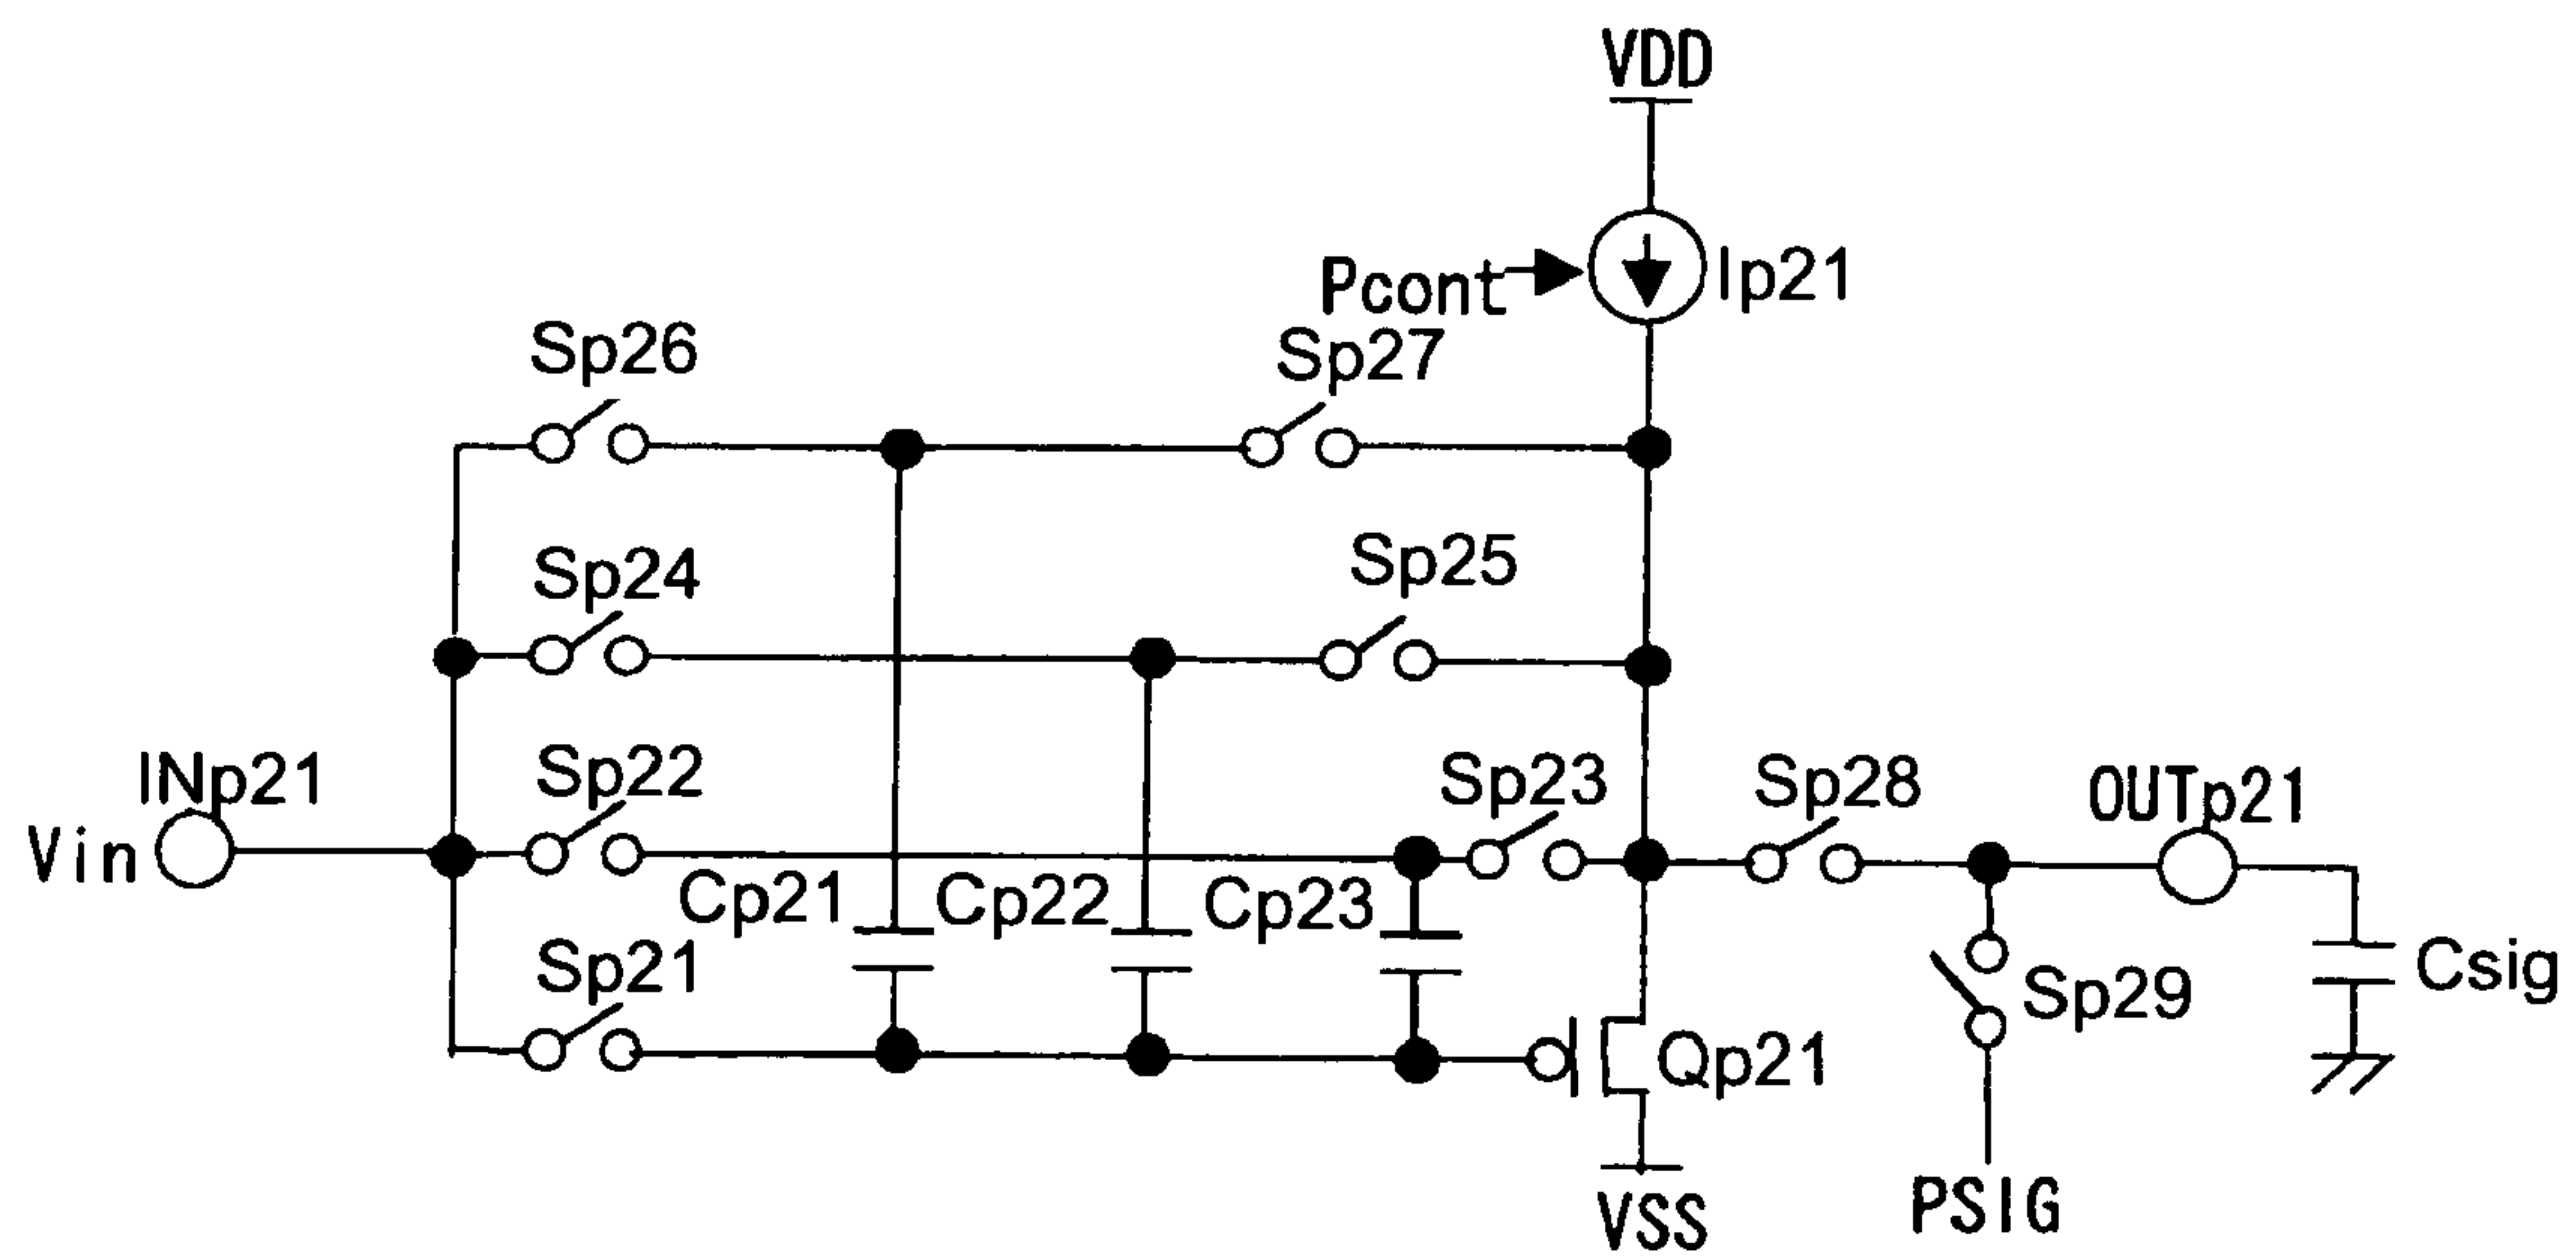 VDD
Pcont
Ip21
Sp26
Sp27
Sp24
Sp25
INp21
Vin
Sp22
Sp23
Sp28
OUTp21
Cp21
Cp22
Cp23
Sp21
Sp29
Csig
Qp21
VSS
PSIG